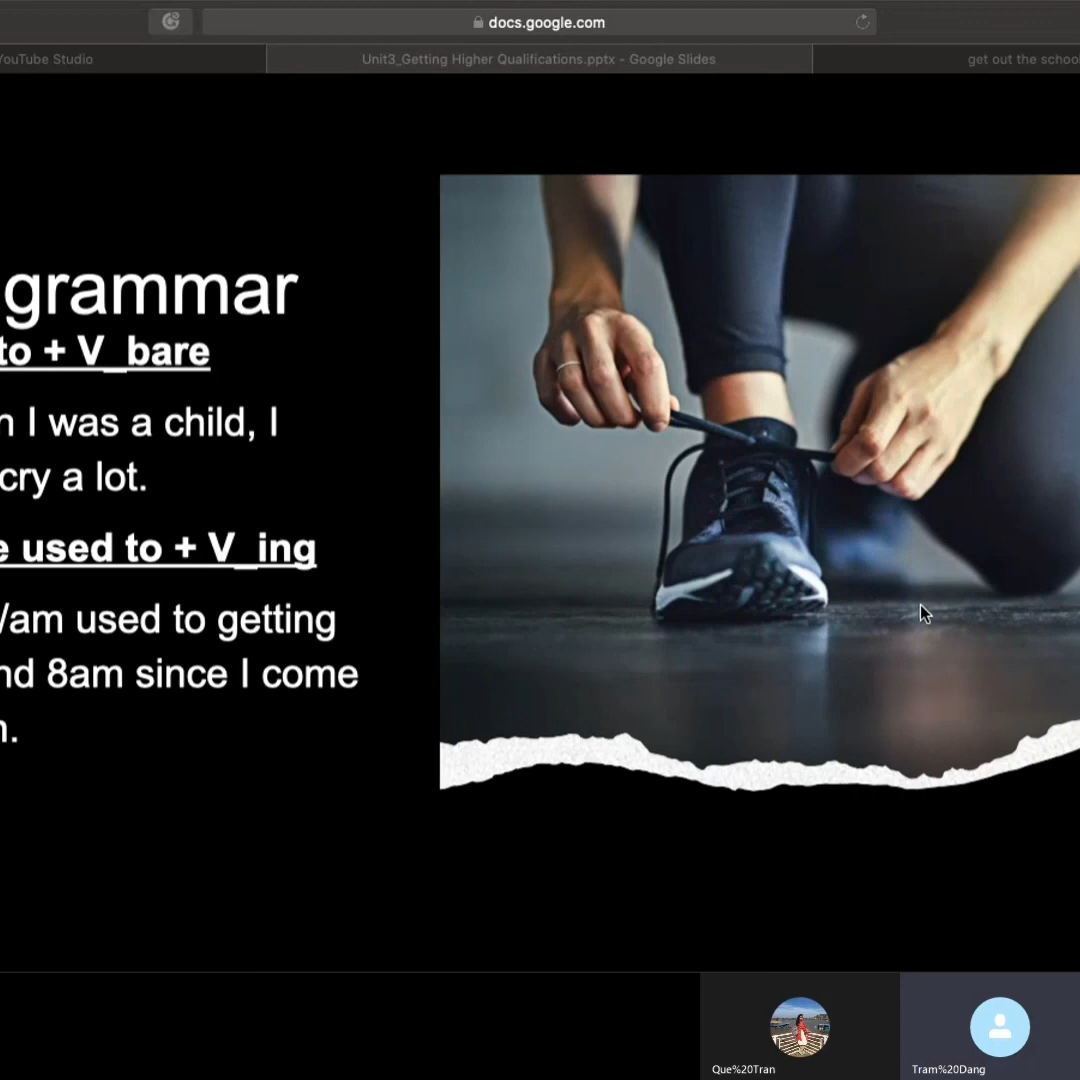 docs.google.com
YouTube Studio
Unit3_Getting Higher Qualifications.pptx - Google Slides
get out the schoo
grammar
to + V_bare
n I was a child, I
cry a lot.
e used to + V_ing
/am used to getting
nd 8am since I come
n.
Que%20Tran
Tram%20Dang